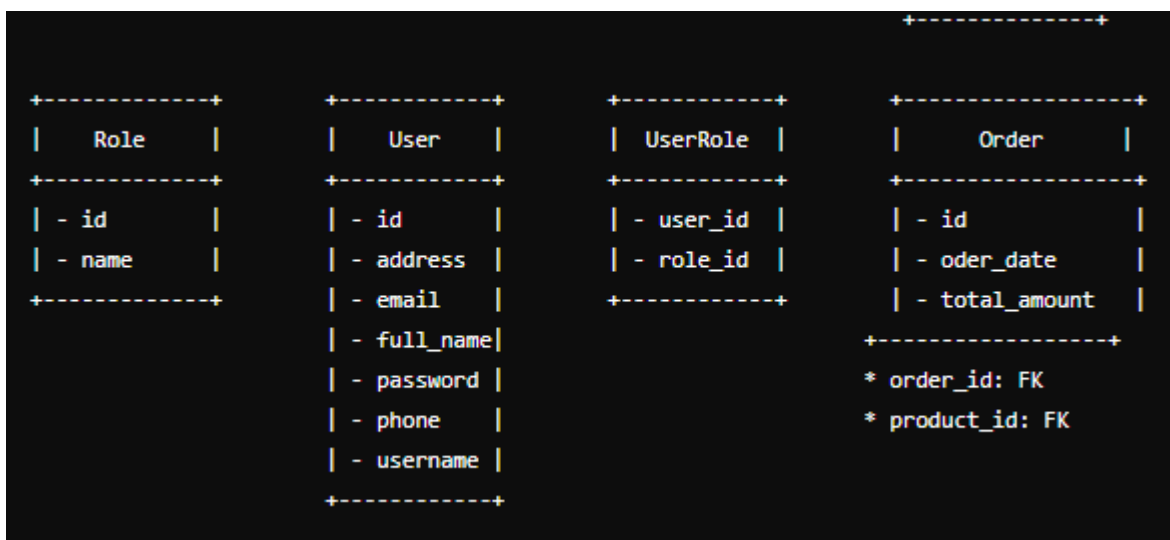 +--------------+
+-------------+ +------------+ +------------+ +------------------+
| Role | | User | | UserRole | | Order |
+-------------+ +------------+ +------------+ +------------------+
| - id | | - id | | - user_id | | - id |
| - name | | - address | | - role_id | | - oder_date |
+-------------+ | - email | +------------+ | - total_amount |
| - full_name| +------------------+
| - password | * order_id: FK
| - phone | * product_id: FK
| - username |
+------------+